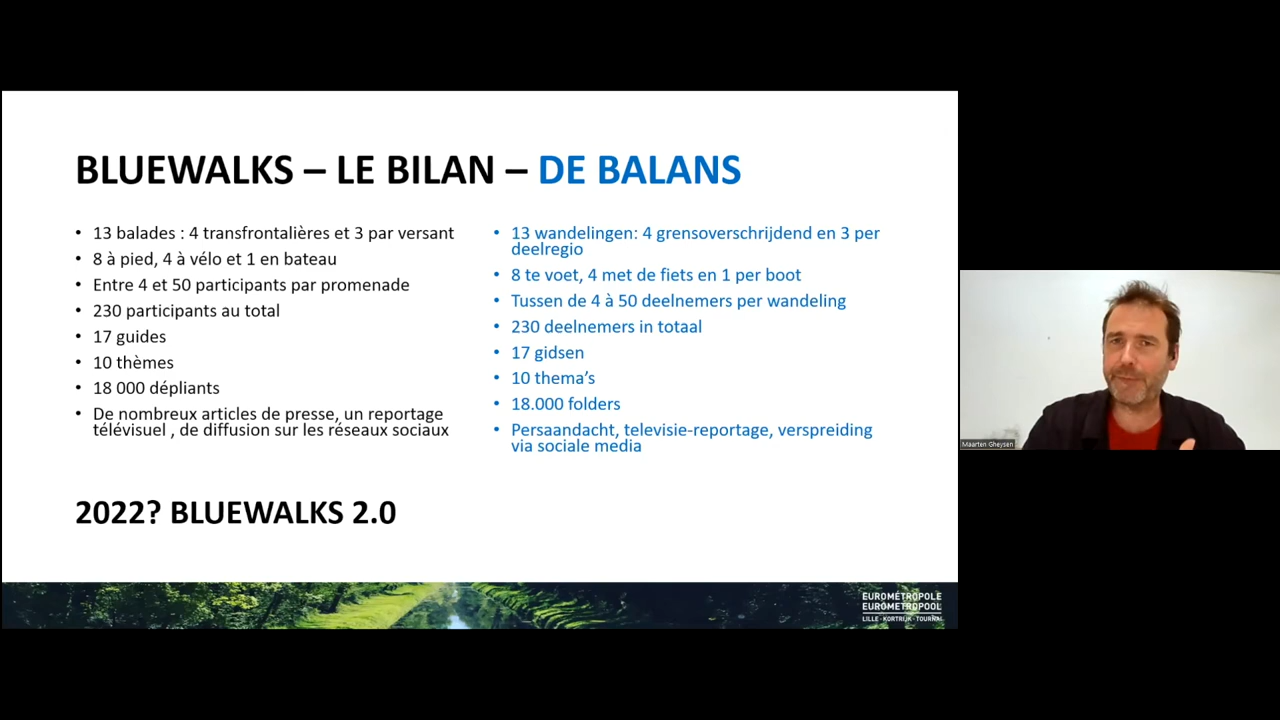 BLUEWALKS – LE BILAN – DE BALANS
• 13 balades : 4 transfrontalières et 3 par versant
• 8 à pied, 4 à vélo et 1 en bateau
• Entre 4 et 50 participants par promenade
• 230 participants au total
• 17 guides
• 10 thèmes
• 18 000 dépliants
• De nombreux articles de presse, un reportage
télévisuel , de diffusion sur les réseaux sociaux
• 13 wandelingen: 4 grensoverschrijdend en 3 per
deelregio
• 8 te voet, 4 met de fiets en 1 per boot
• Tussen de 4 à 50 deelnemers per wandeling
• 230 deelnemers in totaal
• 17 gidsen
• 10 thema’s
• 18.000 folders
• Persaandacht, televisie-reportage, verspreiding
via sociale media
2022? BLUEWALKS 2.0
EUROMÉTROPOLE
EUROMETROPOOL
LILLE - KORTRIJK - TOURNAI
Maarten Gheysen